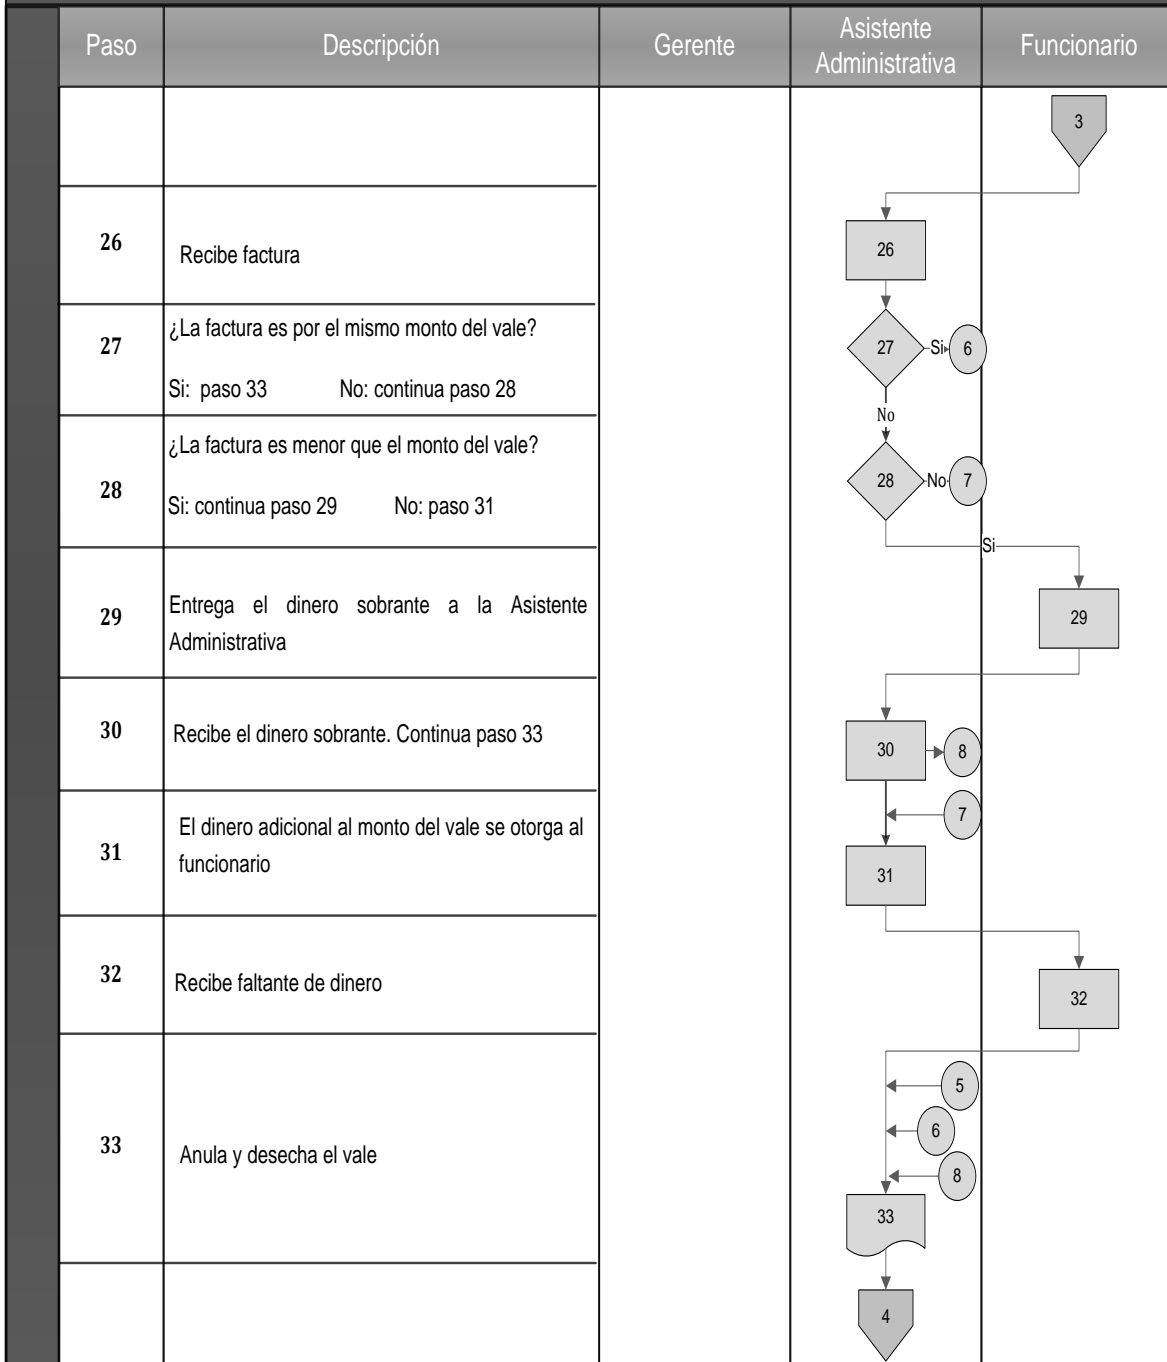 Paso Descripción Gerente Asistente Administrativa Funcionario
3
26 Recibe factura 26
27 ¿La factura es por el mismo monto del vale? 27 Si 6
Si: paso 33 No: continua paso 28
No
28 ¿La factura es menor que el monto del vale? 28 No 7
Si: continua paso 29 No: paso 31
Si
29 Entrega el dinero sobrante a la Asistente 29
Administrativa
30 Recibe el dinero sobrante. Continua paso 33 30 8
7
31 El dinero adicional al monto del vale se otorga al 31
funcionario
32 Recibe faltante de dinero 32
5
6
8
33 Anula y desecha el vale 33
4